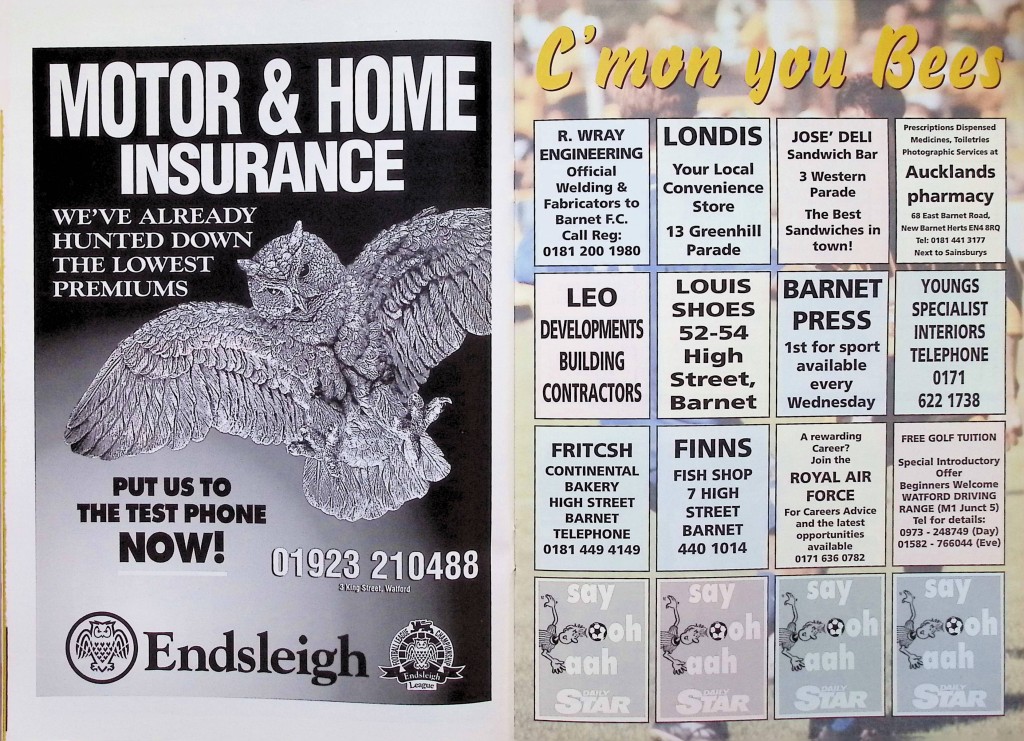 MOTOR & HOME
INSURANCE
WE'VE ALREADY
HUNTED DOWN
THE LOWEST
PREMIUMS
PUT US TO
THE TEST PHONE
NOW!
01923 210488
3 King Street, Watford
Endsleigh
Endsleigh
League
C'mon you Bees
R. WRAY
ENGINEERING
Official
Welding &
Fabricators to
Barnet F.C.
Call Reg:
0181 200 1980
LONDIS
Your Local
Convenience
Store
13 Greenhill
Parade
JOSE' DELI
Sandwich Bar
3 Western
Parade
The Best
Sandwiches in
town!
Prescriptions Dispensed
Medicines, Toiletries
Photographic Services at
Aucklands
pharmacy
68 East Barnet Road,
New Barnet Herts EN4 8RQ
Tel: 0181 441 3177
Next to Sainsburys
LEO
DEVELOPMENTS
BUILDING
CONTRACTORS
LOUIS
SHOES
52-54
High
Street,
Barnet
BARNET
PRESS
1st for sport
available
every
Wednesday
YOUNGS
SPECIALIST
INTERIORS
TELEPHONE
0171
622 1738
FRITCSH
CONTINENTAL
BAKERY
HIGH STREET
BARNET
TELEPHONE
0181 449 4149
FINNS
FISH SHOP
7 HIGH
STREET
BARNET
440 1014
A rewarding
Career?
Join the
ROYAL AIR
FORCE
For Careers Advice
and the latest
opportunities
available
0171 636 0782
FREE GOLF TUITION
Special Introductory
Offer
Beginners Welcome
WATFORD DRIVING
RANGE (M1 Junct 5)
Tel for details:
0973 - 248749 (Day)
01582 - 766044 (Eve)
say
ooh
aah
DAILY
STAR
say
ooh
aah
DAILY
STAR
say
ooh
aah
DAILY
STAR
say
ooh
aah
DAILY
STAR